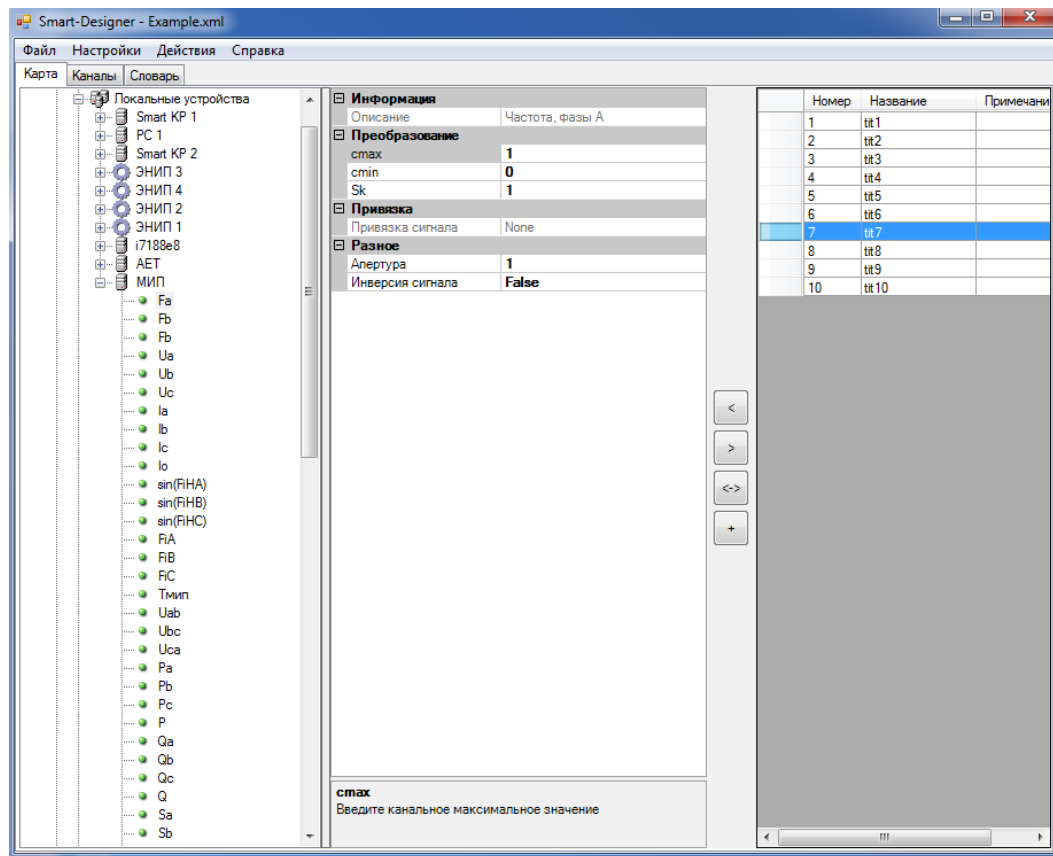 Smart-Designer - Example.xml
Файл Настройки Действия Справка
Карта Каналы Словарь
Локальные устройства
Smart KP 1
PC 1
Smart KP 2
ЭНИП 3
ЭНИП 4
ЭНИП 2
ЭНИП 1
i7188e8
AET
МИП
Fa
Fb
Fb
Ua
Ub
Uc
Ia
Ib
Ic
Io
sin(FiHA)
sin(FiHB)
sin(FiHC)
FiA
FiB
FiC
Тмип
Uab
Ubc
Uca
Pa
Pb
Pc
P
Qa
Qb
Qc
Q
Sa
Sb
Информация
Описание Частота, фазы А
Преобразование
cmax 1
cmin 0
Sk 1
Привязка
Привязка сигнала None
Разное
Апертура 1
Инверсия сигнала False
cmax
Введите канальное максимальное значение
<
>
<->
+
Номер Название Примечани
1 tit1
2 tit2
3 tit3
4 tit4
5 tit5
6 tit6
7 tit7
8 tit8
9 tit9
10 tit10